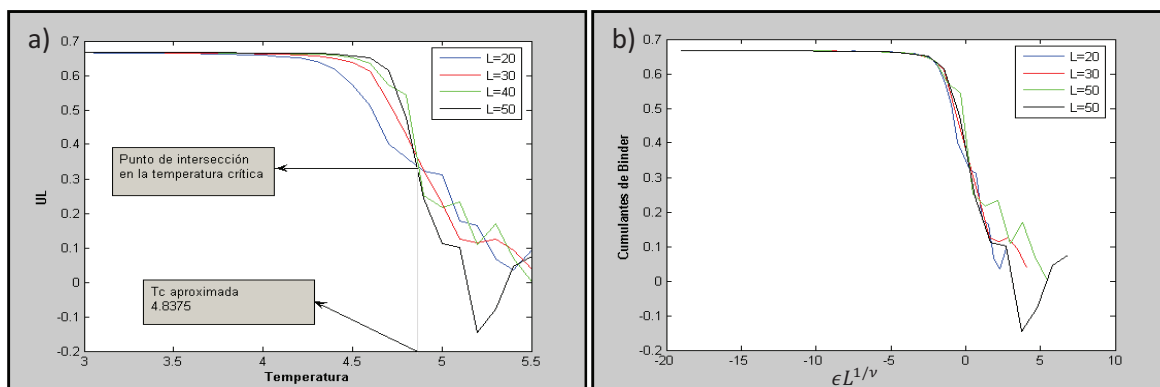 a)
0.7
0.6
0.5
0.4
0.3
0.2
0.1
0
-0.1
-0.2
UL
3
3.5
4
4.5
5
5.5
Temperatura
L=20
L=30
L=40
L=50
Punto de intersección
en la temperatura crítica
Tc aproximada
4.8375
b)
0.7
0.6
0.5
0.4
0.3
0.2
0.1
0
-0.1
-0.2
Cumulantes de Binder
-20
-15
-10
-5
0
5
10
ϵL^{1/ν}
L=20
L=30
L=50
L=50